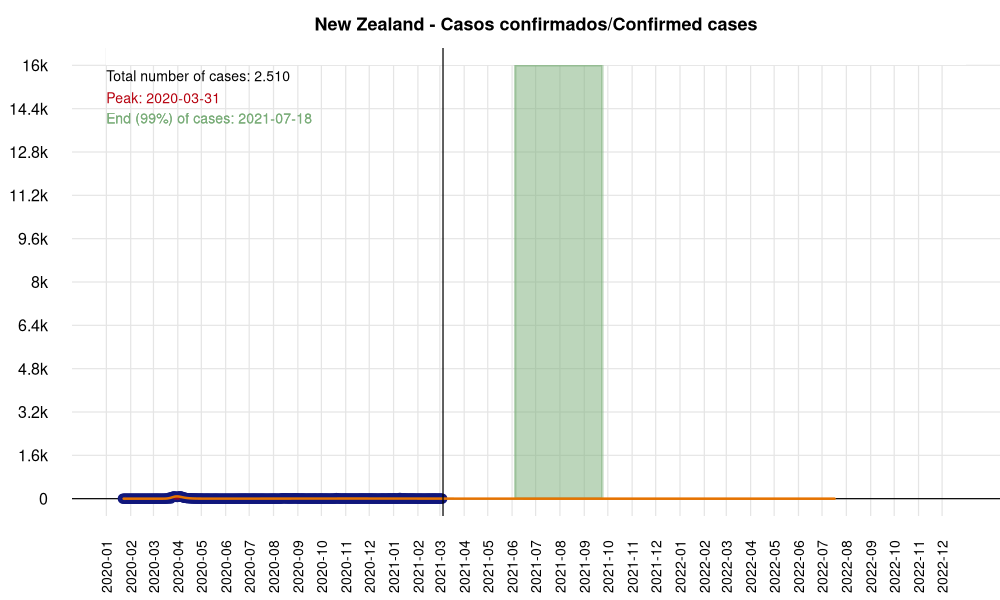 New Zealand - Casos confirmados/Confirmed cases
Total number of cases: 2.510
Peak: 2020-03-31
End (99%) of cases: 2021-07-18
16k
14.4k
12.8k
11.2k
9.6k
8k
6.4k
4.8k
3.2k
1.6k
0
2020-01
2020-02
2020-03
2020-04
2020-05
2020-06
2020-07
2020-08
2020-09
2020-10
2020-11
2020-12
2021-01
2021-02
2021-03
2021-04
2021-05
2021-06
2021-07
2021-08
2021-09
2021-10
2021-11
2021-12
2022-01
2022-02
2022-03
2022-04
2022-05
2022-06
2022-07
2022-08
2022-09
2022-10
2022-11
2022-12